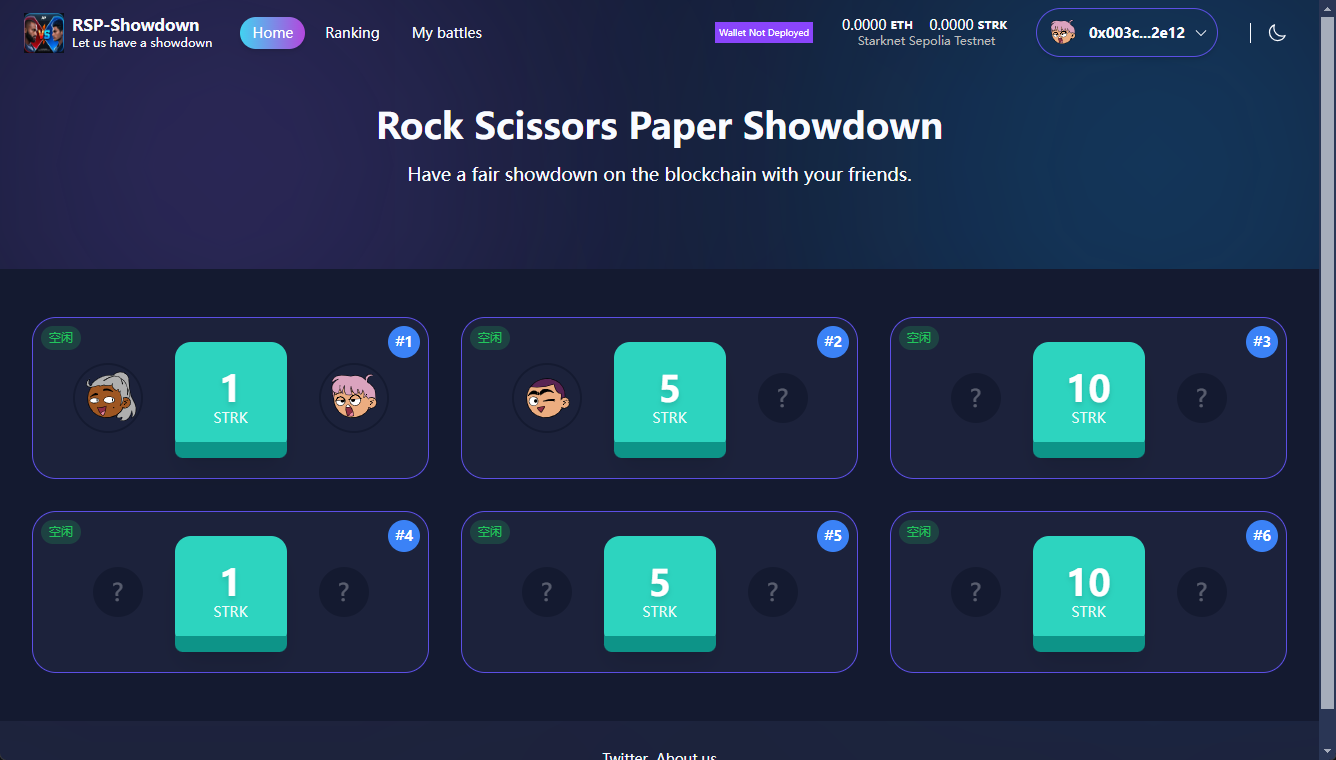 RSP-Showdown
Let us have a showdown
Home
Ranking
My battles
Wallet Not Deployed
0.0000 ETH 0.0000 STRK
Starknet Sepolia Testnet
0x003c...2e12
Rock Scissors Paper Showdown
Have a fair showdown on the blockchain with your friends.
空闲
#1
1
STRK
空闲
#2
5
STRK
?
空闲
#3
?
10
STRK
?
空闲
#4
?
1
STRK
?
空闲
#5
?
5
STRK
?
空闲
#6
?
10
STRK
?
Twitter About us